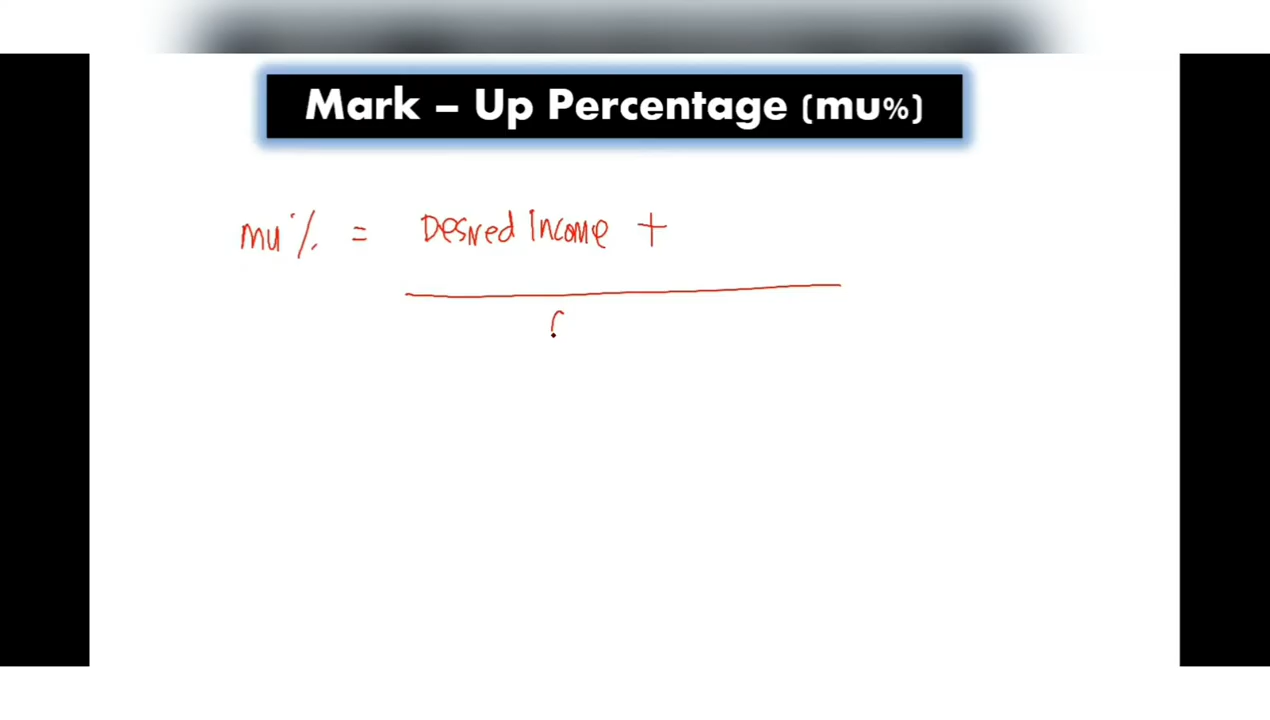 Mark – Up Percentage (mu%)
mu% = Desired Income +